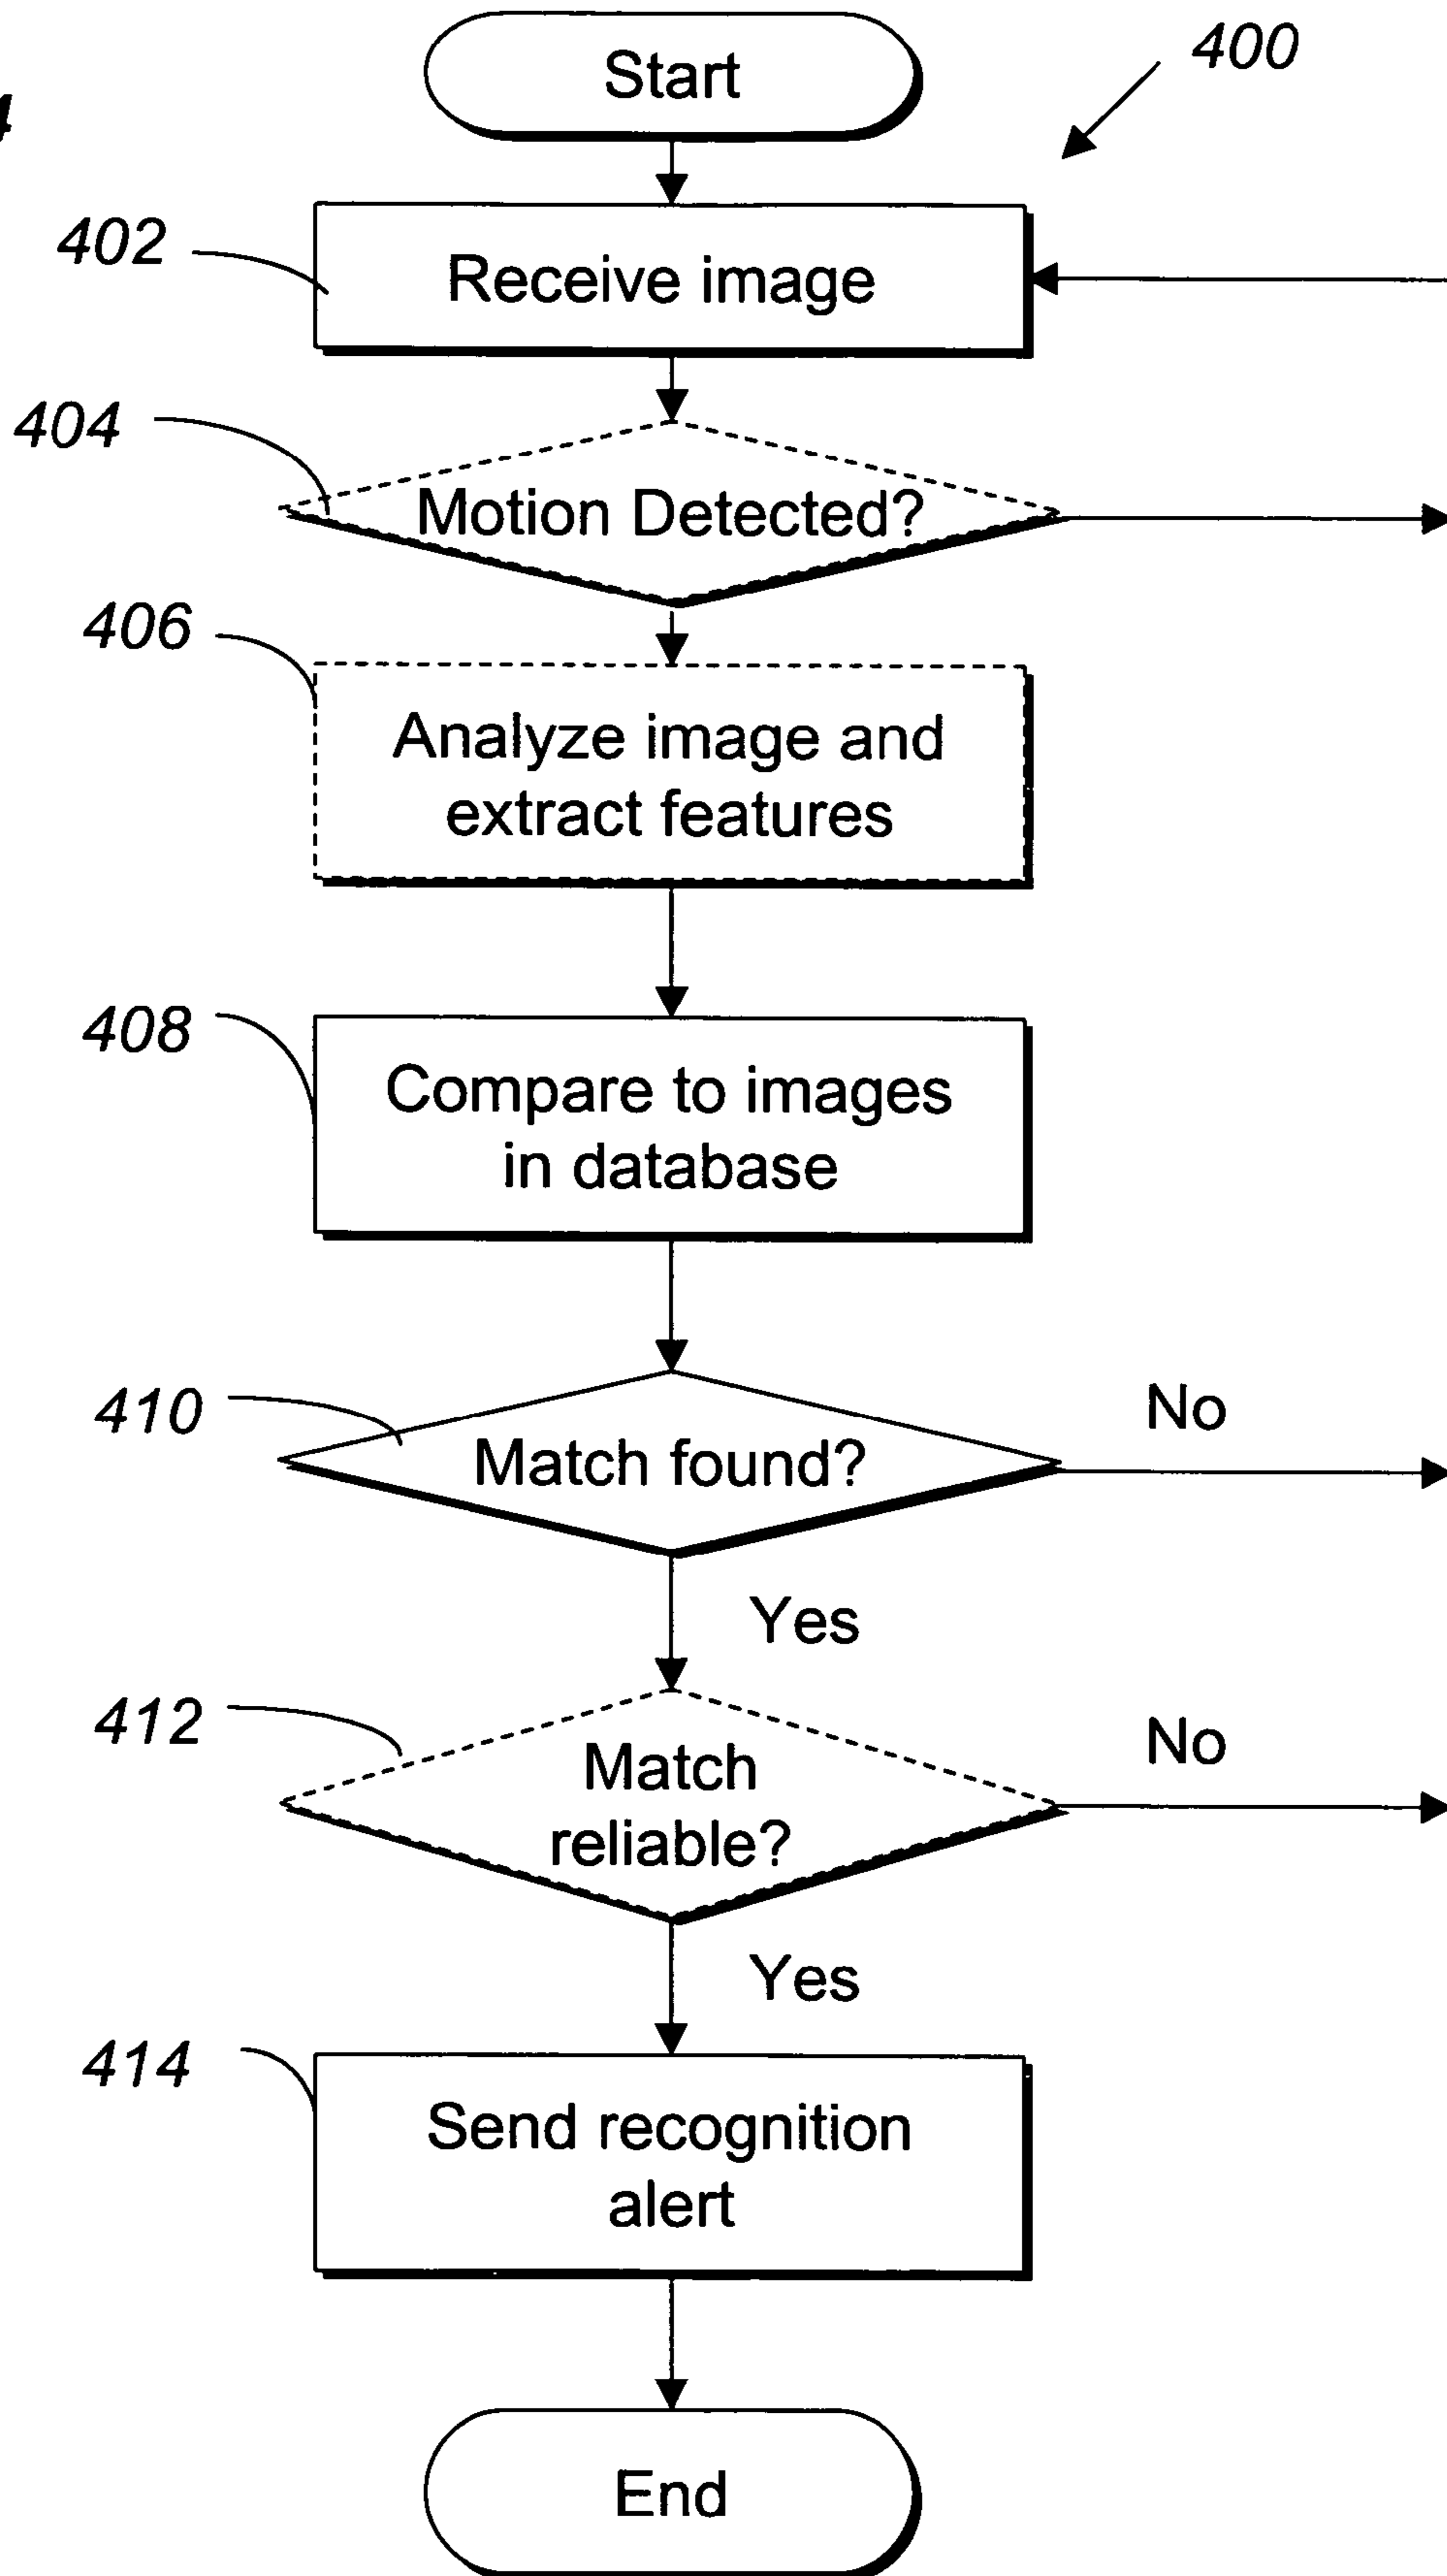 Start
400
4
402
Receive image
404
Motion Detected?
406
Analyze image and
extract features
408
Compare to images
in database
410
Match found?
No
Yes
412
Match
reliable?
No
Yes
414
Send recognition
alert
End